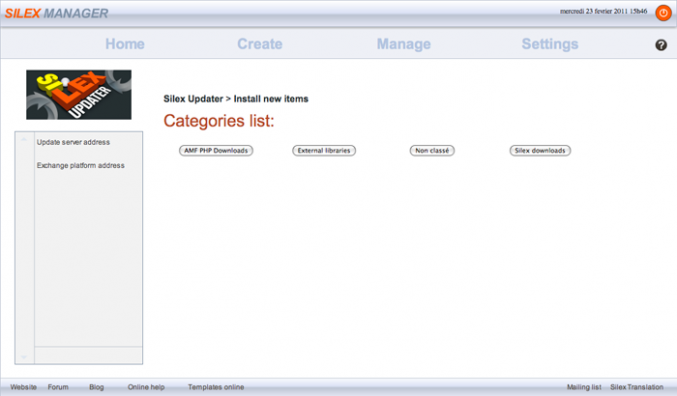 SILEX MANAGER
mercredi 23 fevrier 2011 15h46
Home Create Manage Settings ?
SILEX
UPDATER
Update server address
Exchange platform address
Silex Updater > Install new items
Categories list:
AMF PHP Downloads External libraries Non classé Silex downloads
Website Forum Blog Online help Templates online Mailing list Silex Translation